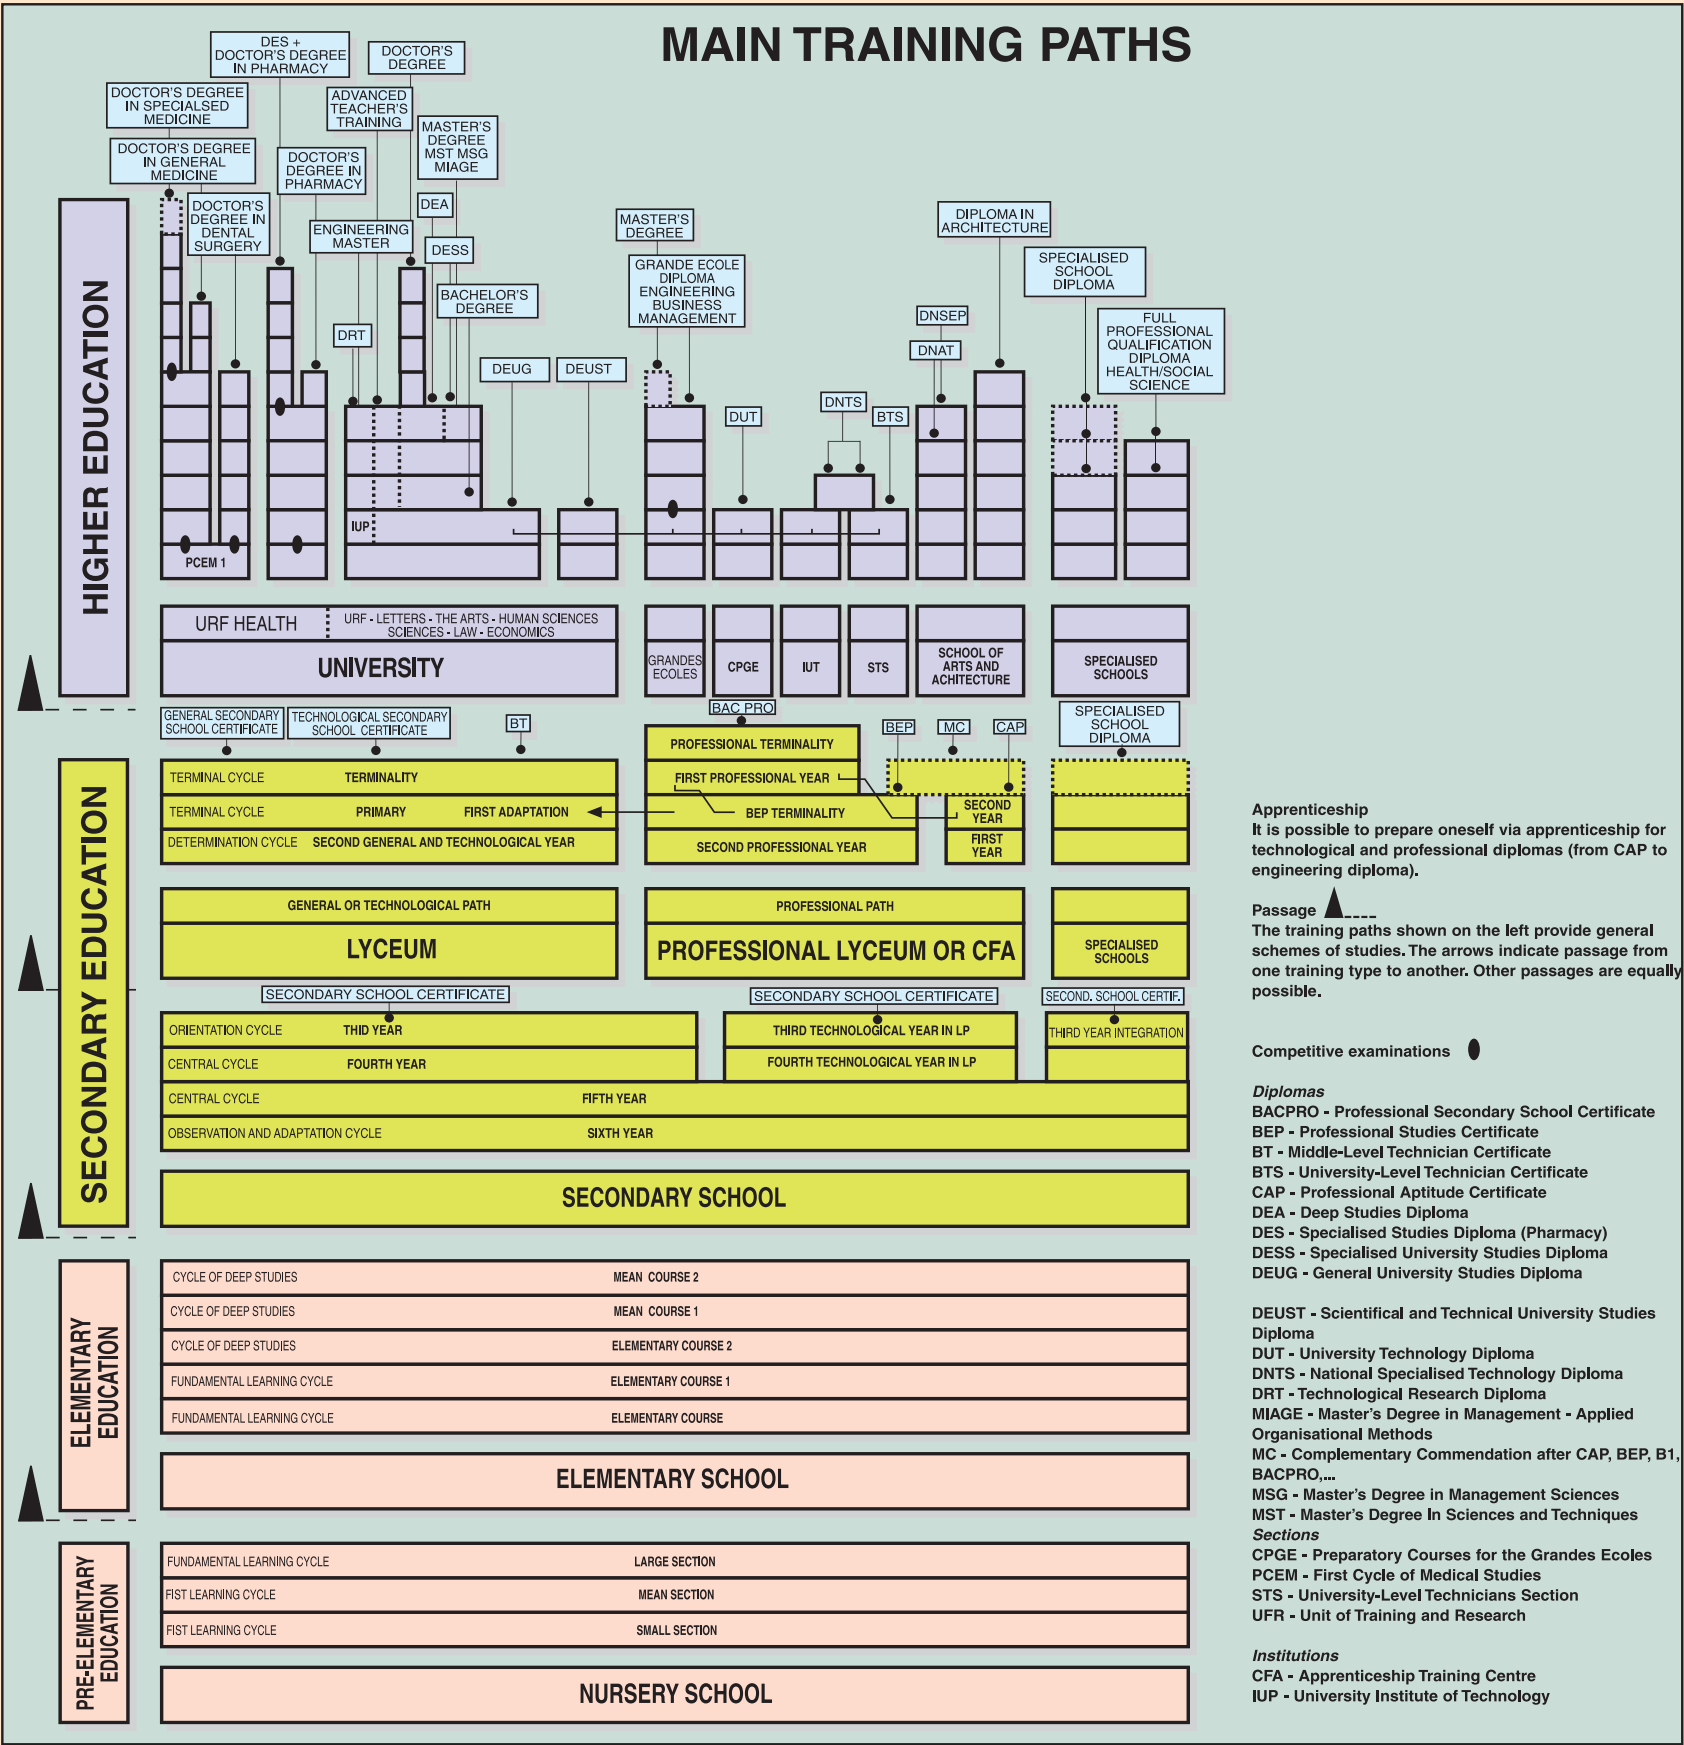 MAIN TRAINING PATHS
DES +
DOCTOR'S DEGREE
IN PHARMACY
DOCTOR'S
DEGREE
DOCTOR'S DEGREE
IN SPECIALSED
MEDICINE
ADVANCED
TEACHER'S
TRAINING
MASTER'S
DEGREE
MST MSG
MIAGE
DOCTOR'S DEGREE
IN GENERAL
MEDICINE
DOCTOR'S
DEGREE IN
PHARMACY
DOCTOR'S
DEGREE IN
DENTAL
SURGERY
DEA
ENGINEERING
MASTER
DESS
MASTER'S
DEGREE
DIPLOMA IN
ARCHITECTURE
GRANDE ECOLE
DIPLOMA
ENGINEERING
BUSINESS
MANAGEMENT
SPECIALISED
SCHOOL
DIPLOMA
BACHELOR'S
DEGREE
DRT
DNSEP
DNAT
FULL
PROFESSIONAL
QUALIFICATION
DIPLOMA
HEALTH/SOCIAL
SCIENCE
DEUG
DEUST
DUT
DNTS
BTS
IUP
PCEM 1
HIGHER EDUCATION
URF HEALTH
URF - LETTERS - THE ARTS - HUMAN SCIENCES
SCIENCES - LAW - ECONOMICS
UNIVERSITY
GRANDES
ECOLES
CPGE
IUT
STS
SCHOOL OF
ARTS AND
ACHITECTURE
SPECIALISED
SCHOOLS
GENERAL SECONDARY
SCHOOL CERTIFICATE
TECHNOLOGICAL SECONDARY
SCHOOL CERTIFICATE
BT
BAC PRO
BEP
MC
CAP
SPECIALISED
SCHOOL
DIPLOMA
SECONDARY EDUCATION
TERMINAL CYCLE
TERMINALITY
TERMINAL CYCLE
PRIMARY
FIRST ADAPTATION
DETERMINATION CYCLE
SECOND GENERAL AND TECHNOLOGICAL YEAR
PROFESSIONAL TERMINALITY
FIRST PROFESSIONAL YEAR
BEP TERMINALITY
SECOND PROFESSIONAL YEAR
SECOND
YEAR
FIRST
YEAR
GENERAL OR TECHNOLOGICAL PATH
LYCEUM
PROFESSIONAL PATH
PROFESSIONAL LYCEUM OR CFA
SPECIALISED
SCHOOLS
SECONDARY SCHOOL CERTIFICATE
SECONDARY SCHOOL CERTIFICATE
SECOND. SCHOOL CERTIF.
ORIENTATION CYCLE
THID YEAR
THIRD TECHNOLOGICAL YEAR IN LP
THIRD YEAR INTEGRATION
CENTRAL CYCLE
FOURTH YEAR
FOURTH TECHNOLOGICAL YEAR IN LP
CENTRAL CYCLE
FIFTH YEAR
OBSERVATION AND ADAPTATION CYCLE
SIXTH YEAR
SECONDARY SCHOOL
ELEMENTARY
EDUCATION
CYCLE OF DEEP STUDIES
MEAN COURSE 2
CYCLE OF DEEP STUDIES
MEAN COURSE 1
CYCLE OF DEEP STUDIES
ELEMENTARY COURSE 2
FUNDAMENTAL LEARNING CYCLE
ELEMENTARY COURSE 1
FUNDAMENTAL LEARNING CYCLE
ELEMENTARY COURSE
ELEMENTARY SCHOOL
PRE-ELEMENTARY
EDUCATION
FUNDAMENTAL LEARNING CYCLE
LARGE SECTION
FIST LEARNING CYCLE
MEAN SECTION
FIST LEARNING CYCLE
SMALL SECTION
NURSERY SCHOOL
Apprenticeship
It is possible to prepare oneself via apprenticeship for
technological and professional diplomas (from CAP to
engineering diploma).
Passage
The training paths shown on the left provide general
schemes of studies. The arrows indicate passage from
one training type to another. Other passages are equally
possible.
Competitive examinations
Diplomas
BACPRO - Professional Secondary School Certificate
BEP - Professional Studies Certificate
BT - Middle-Level Technician Certificate
BTS - University-Level Technician Certificate
CAP - Professional Aptitude Certificate
DEA - Deep Studies Diploma
DES - Specialised Studies Diploma (Pharmacy)
DESS - Specialised University Studies Diploma
DEUG - General University Studies Diploma
DEUST - Scientifical and Technical University Studies
Diploma
DUT - University Technology Diploma
DNTS - National Specialised Technology Diploma
DRT - Technological Research Diploma
MIAGE - Master's Degree in Management - Applied
Organisational Methods
MC - Complementary Commendation after CAP, BEP, B1,
BACPRO,...
MSG - Master's Degree in Management Sciences
MST - Master's Degree In Sciences and Techniques
Sections
CPGE - Preparatory Courses for the Grandes Ecoles
PCEM - First Cycle of Medical Studies
STS - University-Level Technicians Section
UFR - Unit of Training and Research
Institutions
CFA - Apprenticeship Training Centre
IUP - University Institute of Technology